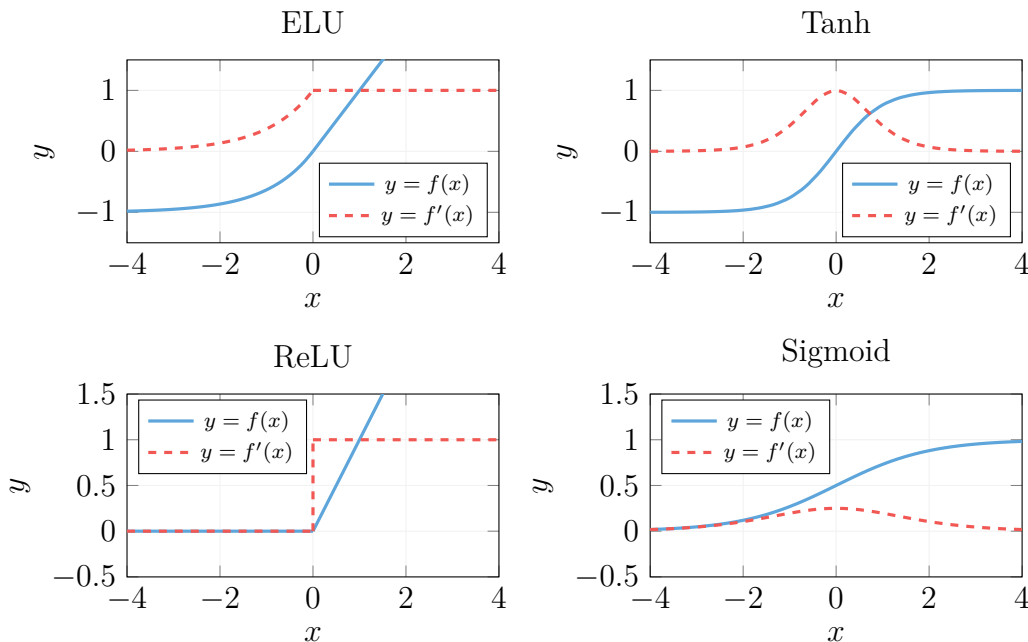 ELU
1
0
−1
y
y = f(x)
y = f′(x)
−4 −2 0 2 4
x
Tanh
1
0
−1
y
y = f(x)
y = f′(x)
−4 −2 0 2 4
x
ReLU
1.5
1
0.5
0
−0.5
y
y = f(x)
y = f′(x)
−4 −2 0 2 4
x
Sigmoid
1.5
1
0.5
0
−0.5
y
y = f(x)
y = f′(x)
−4 −2 0 2 4
x